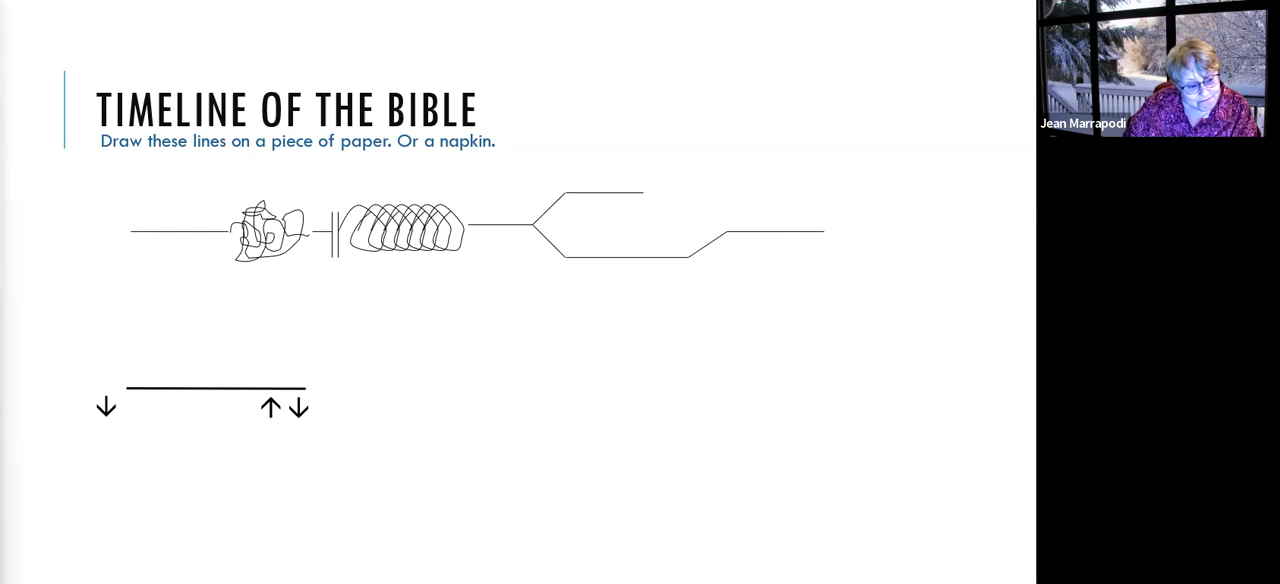 TIMELINE OF THE BIBLE
Draw these lines on a piece of paper. Or a napkin.
Jean Marrapodi